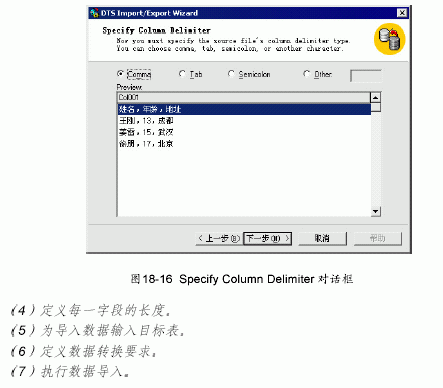 DTS Import/Export Wizard
Specify Column Delimiter
Now you must specify the source file's column delimiter type.
You can choose comma, tab, semicolon, or another character.
Comma Tab Semicolon Other
Preview:
Col001
姓名，年龄，地址
王刚，13，成都
姜雷，15，武汉
俞朋，17，北京
<上一步(B) 下一步(N)> 取消 帮助
图18-16 Specify Column Delimiter 对话框
(4) 定义每一字段的长度。
(5) 为导入数据输入目标表。
(6) 定义数据转换要求。
(7) 执行数据导入。